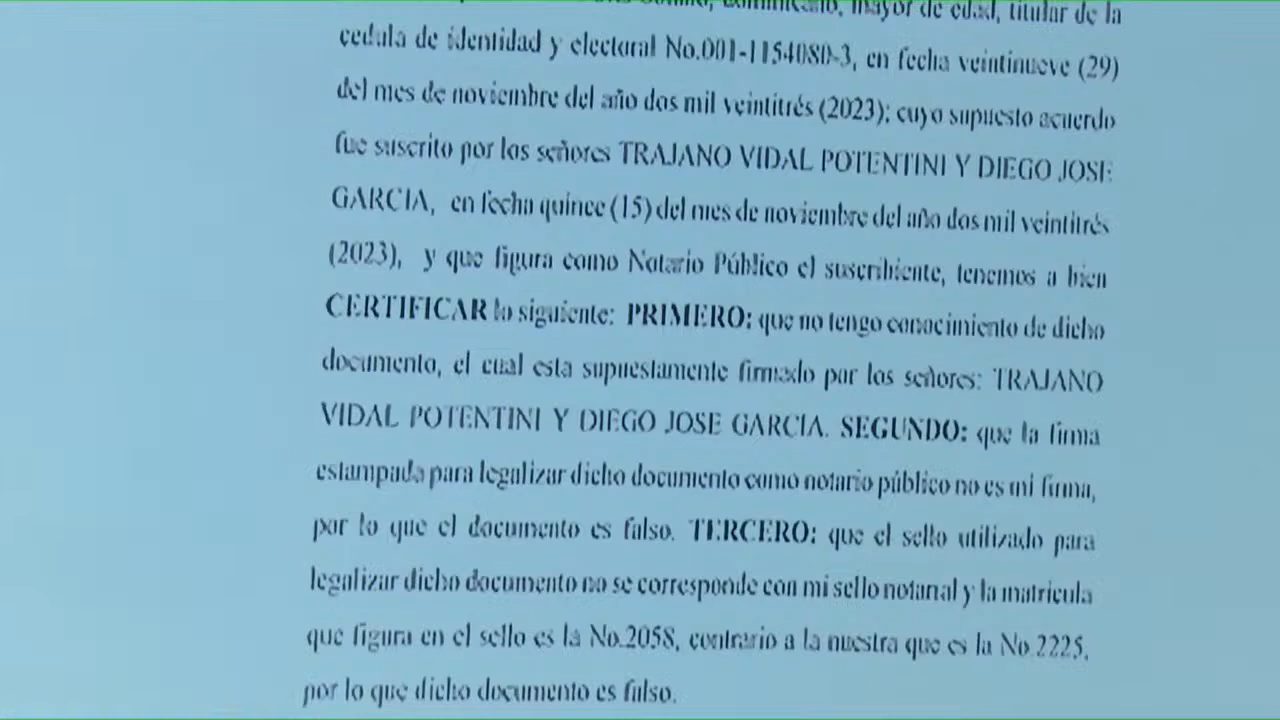 dominicano, mayor de edad, titular de la
cedula de identidad y electoral No.001-1154080-3, en fecha veintinueve (29)
del mes de noviembre del año dos mil veintitrés (2023); cuyo supuesto acuerdo
fue suscrito por los señores TRAJANO VIDAL POTENTINI Y DIEGO JOSE
GARCIA, en fecha quince (15) del mes de noviembre del año dos mil veintitrés
(2023), y que figura como Notario Público el suscribiente, tenemos a bien
CERTIFICAR lo siguiente: PRIMERO: que no tengo conocimiento de dicho
documento, el cual esta supuestamente firmado por los señores: TRAJANO
VIDAL POTENTINI Y DIEGO JOSE GARCIA. SEGUNDO: que la firma
estampada para legalizar dicho documento como notario público no es mi firma,
por lo que el documento es falso. TERCERO: que el sello utilizado para
legalizar dicho documento no se corresponde con mi sello notarial y la matricula
que figura en el sello es la No.2058, contrario a la nuestra que es la No.2225,
por lo que dicho documento es falso.